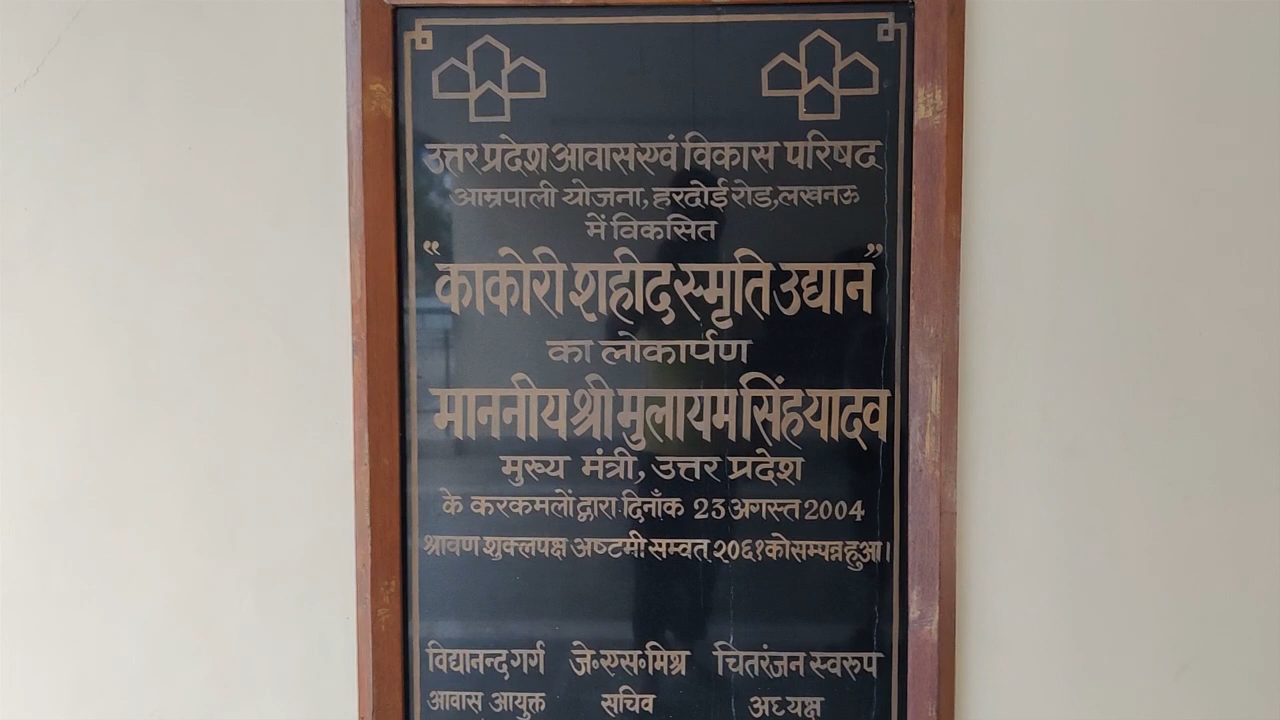 उत्तर प्रदेश आवास एवं विकास परिषद
आम्रपाली योजना, हरदोई रोड, लखनऊ
में विकसित
“काकोरी शहीद स्मृति उद्यान”
का लोकार्पण
माननीय श्री मुलायम सिंह यादव
मुख्य मंत्री, उत्तर प्रदेश
के करकमलों द्वारा दिनाँक 23 अगस्त 2004
श्रावण शुक्लपक्ष अष्टमी सम्वत् २०६१ को सम्पन्न हुआ।
विद्यानन्द गर्ग जे॰एस॰मिश्र चितरंजन स्वरुप
आवास आयुक्त सचिव अध्यक्ष